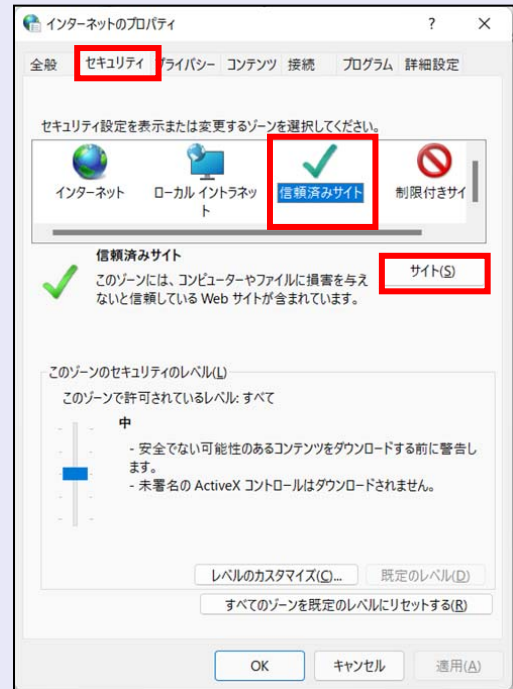 インターネットのプロパティ
全般 セキュリティ プライバシー コンテンツ 接続 プログラム 詳細設定
セキュリティ設定を表示または変更するゾーンを選択してください。
インターネット ローカル イントラネッ
ト 信頼済みサイト 制限付きサイ
信頼済みサイト
このゾーンには、コンピューターやファイルに損害を与え
ないと信頼している Web サイトが含まれています。
サイト(S)
このゾーンのセキュリティのレベル(L)
このゾーンで許可されているレベル: すべて
中
- 安全でない可能性のあるコンテンツをダウンロードする前に警告し
ます。
- 未署名の ActiveX コントロールはダウンロードされません。
レベルのカスタマイズ(C)... 既定のレベル(D)
すべてのゾーンを既定のレベルにリセットする(R)
OK キャンセル 適用(A)